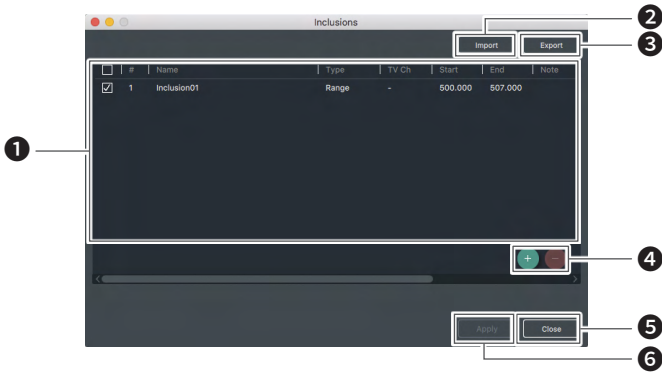 Inclusions
2
Import
Export
3
# Name Type TV Ch Start End Note
1 Inclusion01 Range - 500.000 507.000
1
+ −
4
Apply
Close
5
6